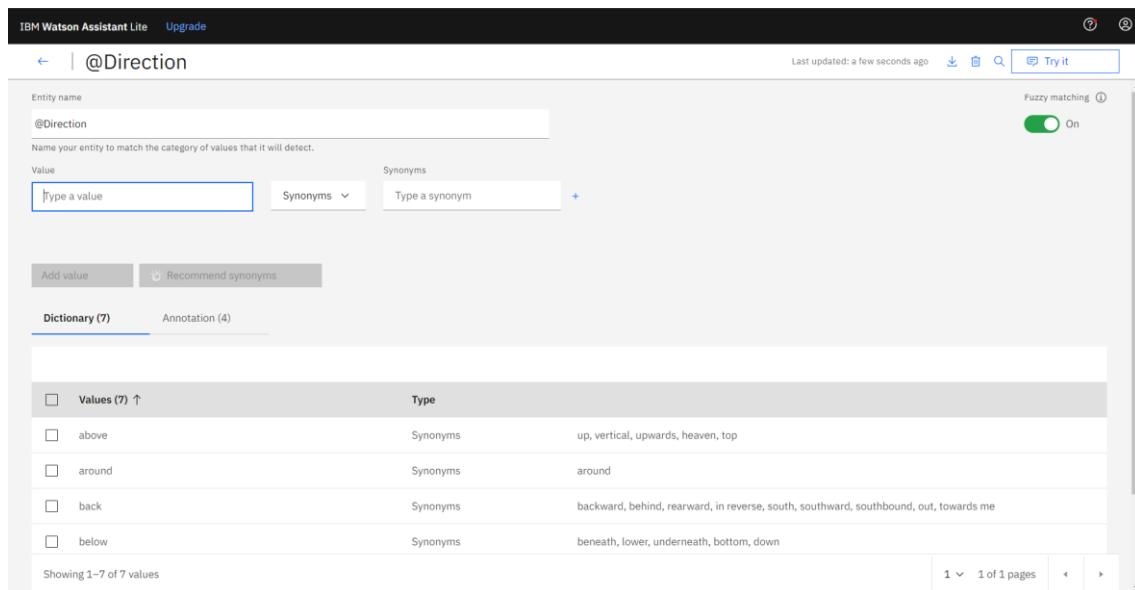 IBM Watson Assistant Lite Upgrade
@Direction Last updated: a few seconds ago Try it
Entity name Fuzzy matching
@Direction On
Name your entity to match the category of values that it will detect.
Value Synonyms
Type a value Synonyms Type a synonym +
Add value Recommend synonyms
Dictionary (7) Annotation (4)
Values (7) ↑ Type
above Synonyms up, vertical, upwards, heaven, top
around Synonyms around
back Synonyms backward, behind, rearward, in reverse, south, southward, southbound, out, towards me
below Synonyms beneath, lower, underneath, bottom, down
Showing 1–7 of 7 values 1 1 of 1 pages